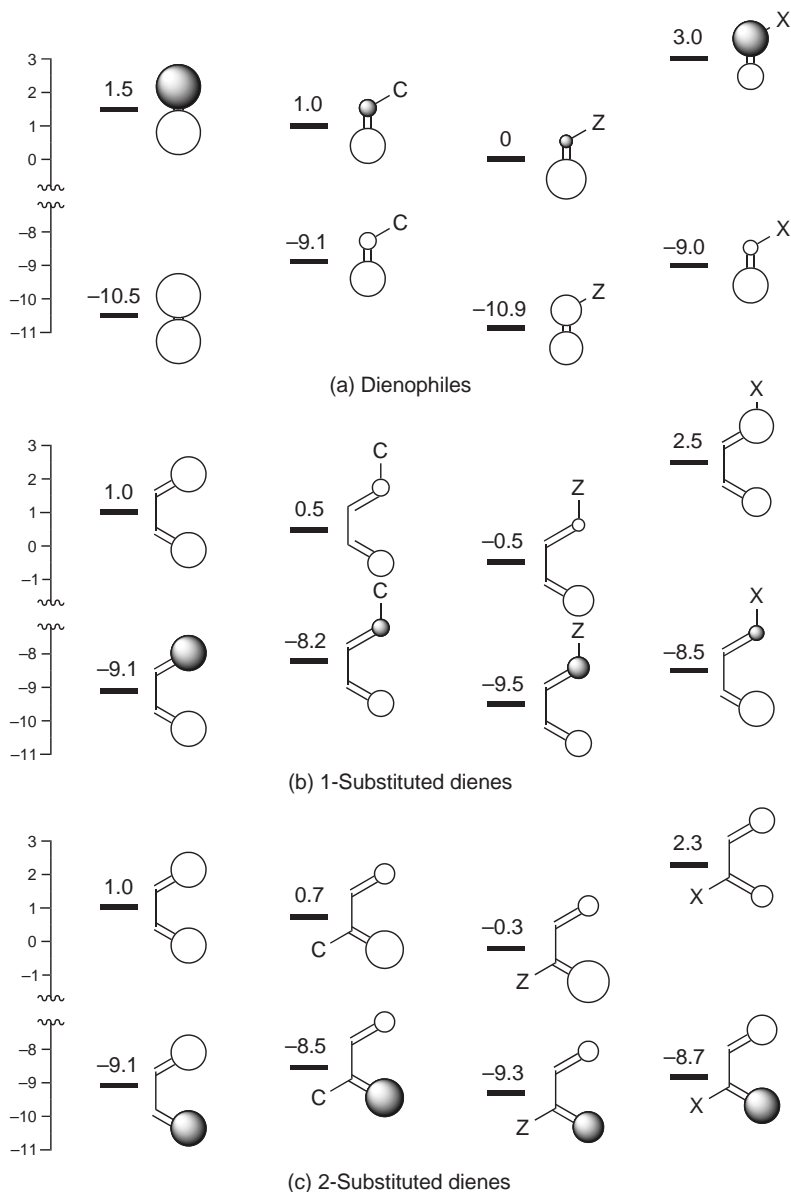 3.0 X
3
1.5
2
1.0 C
1
0 Z
0
–8
–9.1 C
–9.0 X
–9
–10
–10.5
–10.9 Z
–11
(a) Dienophiles
X
3
2.5
2
C
1.0
1
0.5
Z
0
–0.5
–1
C
X
Z
–8
–8.2
–8.5
–9.1
–9
–9.5
–10
–11
(b) 1-Substituted dienes
3
2.3
2
1.0
0.7
X
1
–0.3
0
C
–1
Z
–8
–8.5
–8.7
–9.1
–9.3
–9
C
X
–10
Z
–11
(c) 2-Substituted dienes